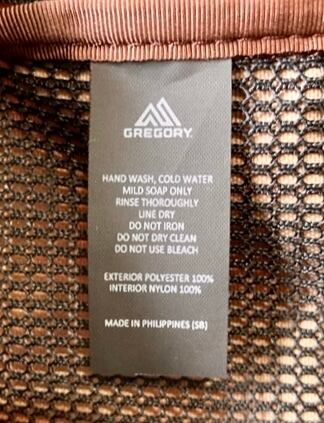 GREGORY.
HAND WASH, COLD WATER
MILD SOAP ONLY
RINSE THOROUGHLY
LINE DRY
DO NOT IRON
DO NOT DRY CLEAN
DO NOT USE BLEACH
EXTERIOR POLYESTER 100%
INTERIOR NYLON 100%
MADE IN PHILIPPINES (SB)